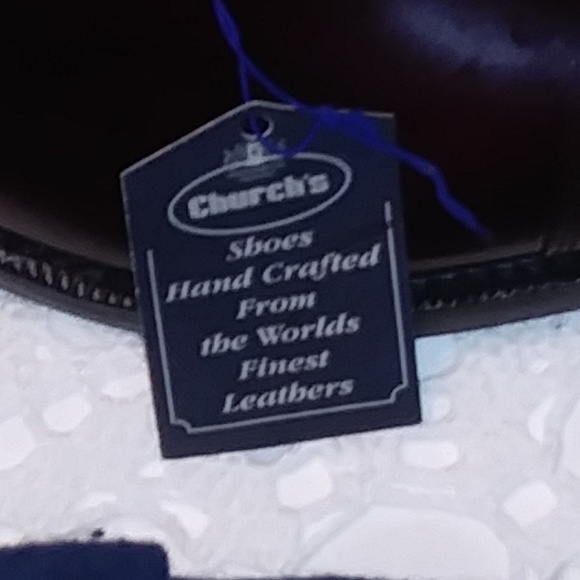 Church's
Shoes
Hand Crafted
From
the Worlds
Finest
Leathers